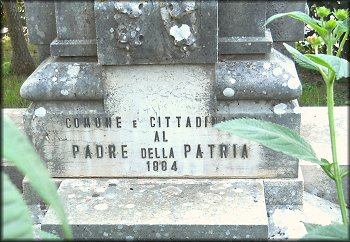 COMUNE E CITTADI
AL
PADRE DELLA PATRIA
1884